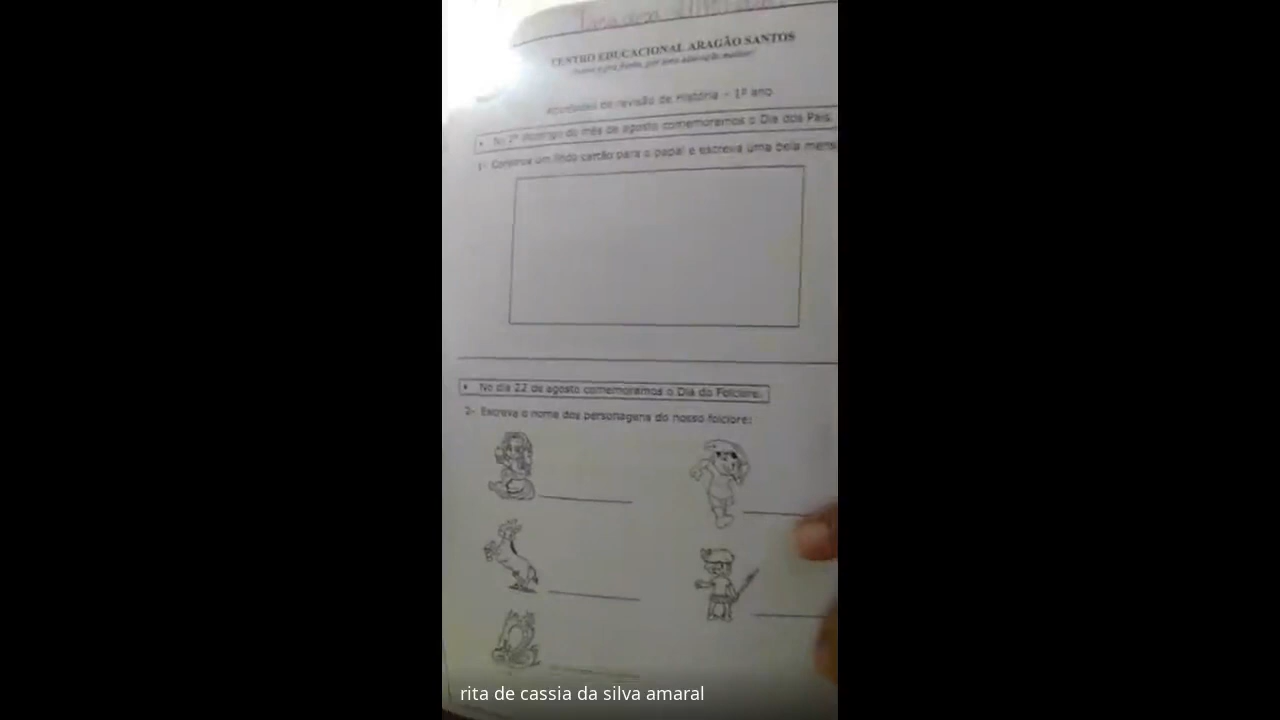 CENTRO EDUCACIONAL ARAGÃO SANTOS
Atividades de revisão de História - 1º ano
• No 2º domingo do mês de agosto comemoramos o Dia dos Pais.
1- Construa um lindo cartão para o papai e escreva uma bela mens
• No dia 22 de agosto comemoramos o Dia do Folclore.
2- Escreva o nome dos personagens do nosso folclore:
rita de cassia da silva amaral